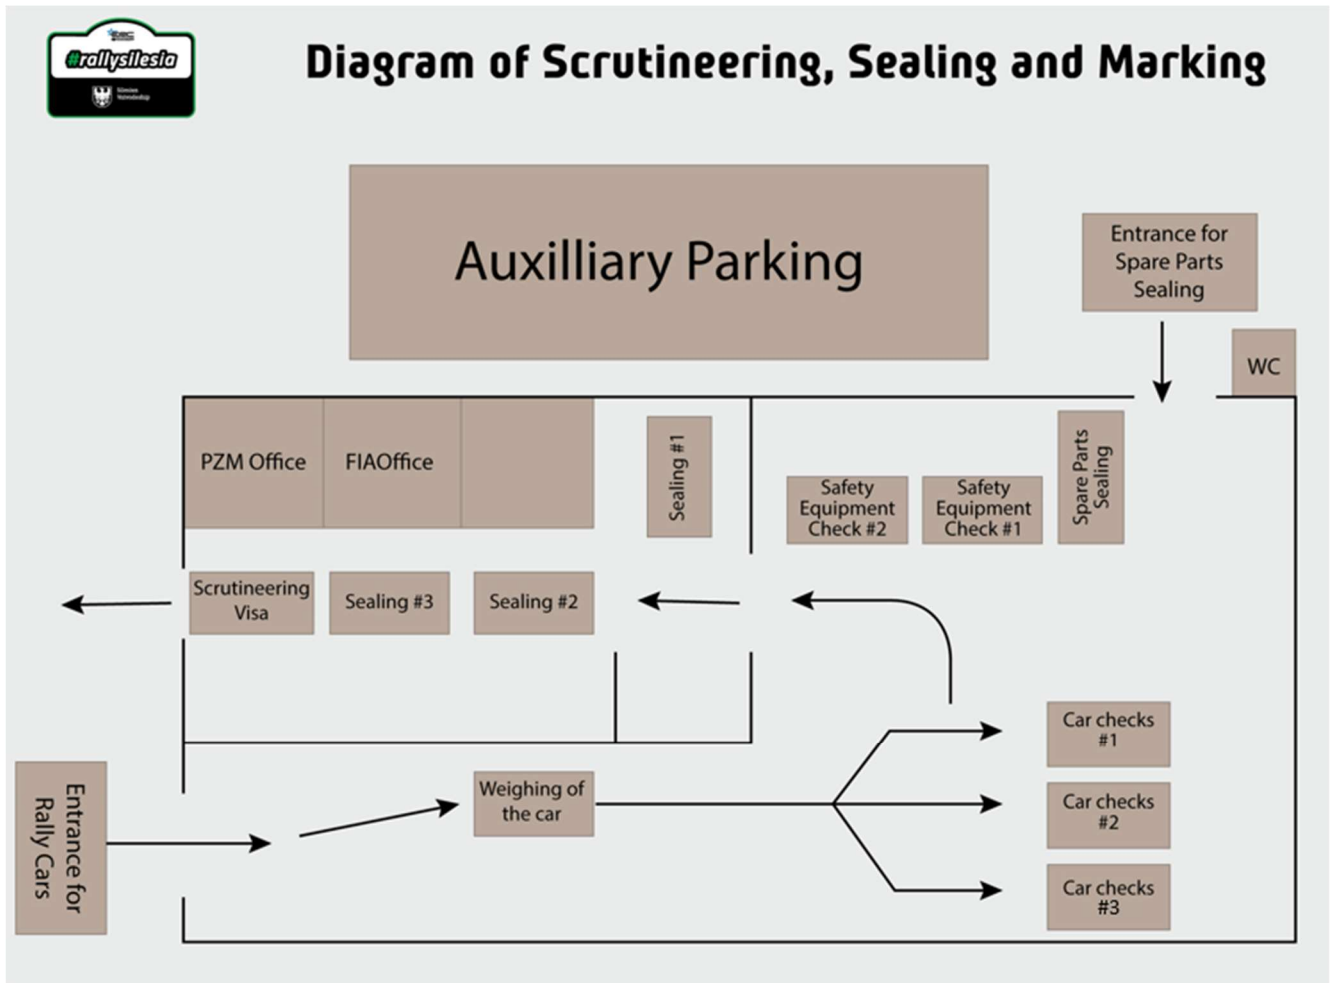 #rallysilesia
Silesian
Voivodeship
Diagram of Scrutineering, Sealing and Marking
Auxilliary Parking
Entrance for
Spare Parts
Sealing
WC
PZM Office
FIAOffice
Sealing #1
Safety
Equipment
Check #2
Safety
Equipment
Check #1
Spare Parts
Sealing
Scrutineering
Visa
Sealing #3
Sealing #2
Car checks
#1
Weighing of
the car
Car checks
#2
Entrance for
Rally Cars
Car checks
#3